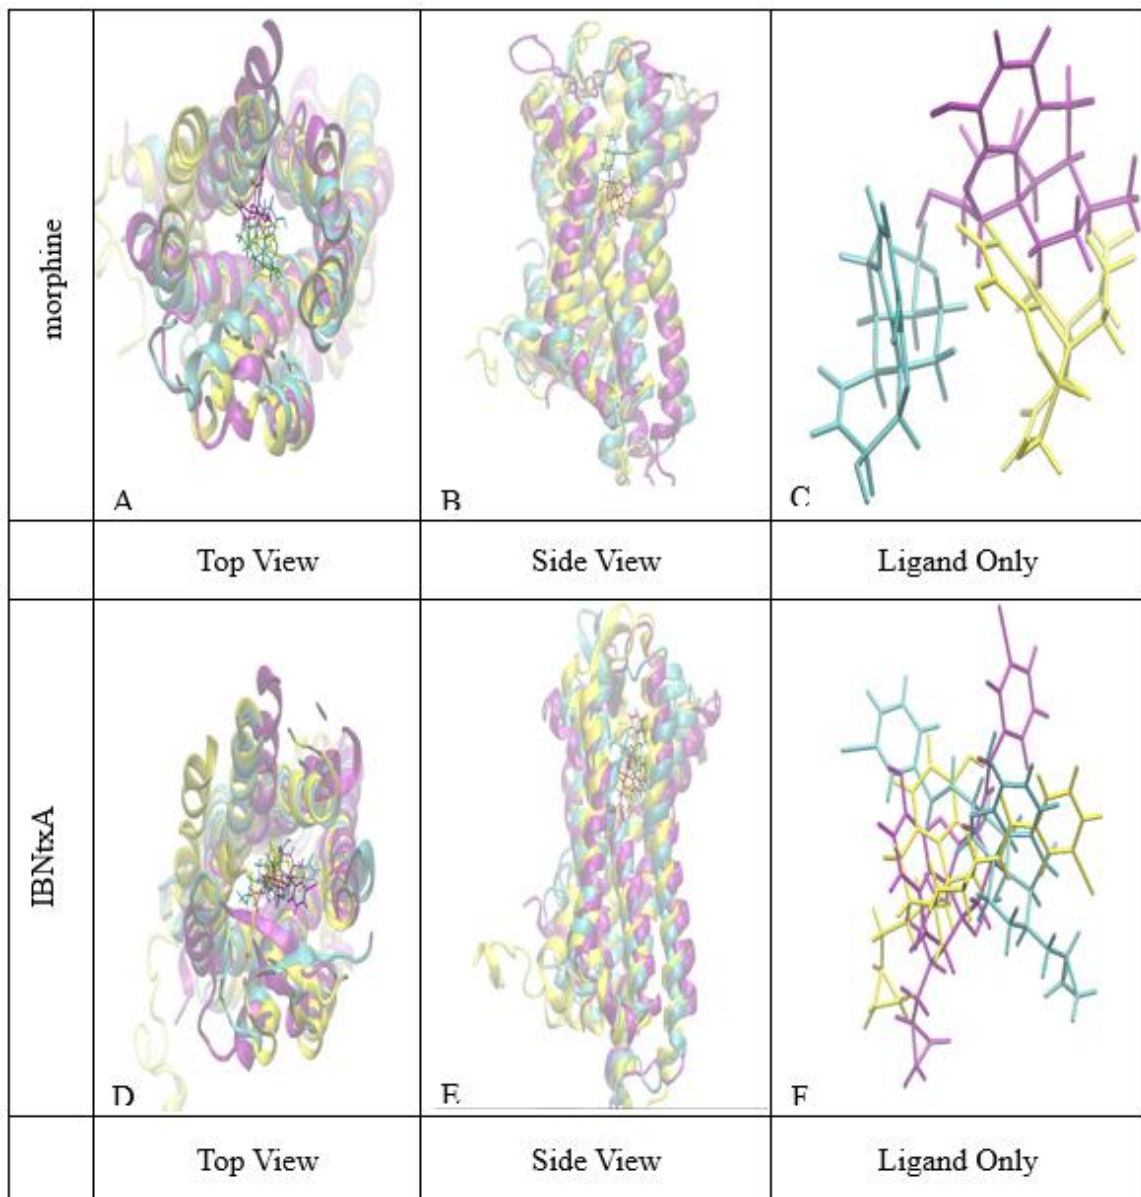 morphine
A
B
C
Top View
Side View
Ligand Only
IBNtxA
D
E
F
Top View
Side View
Ligand Only